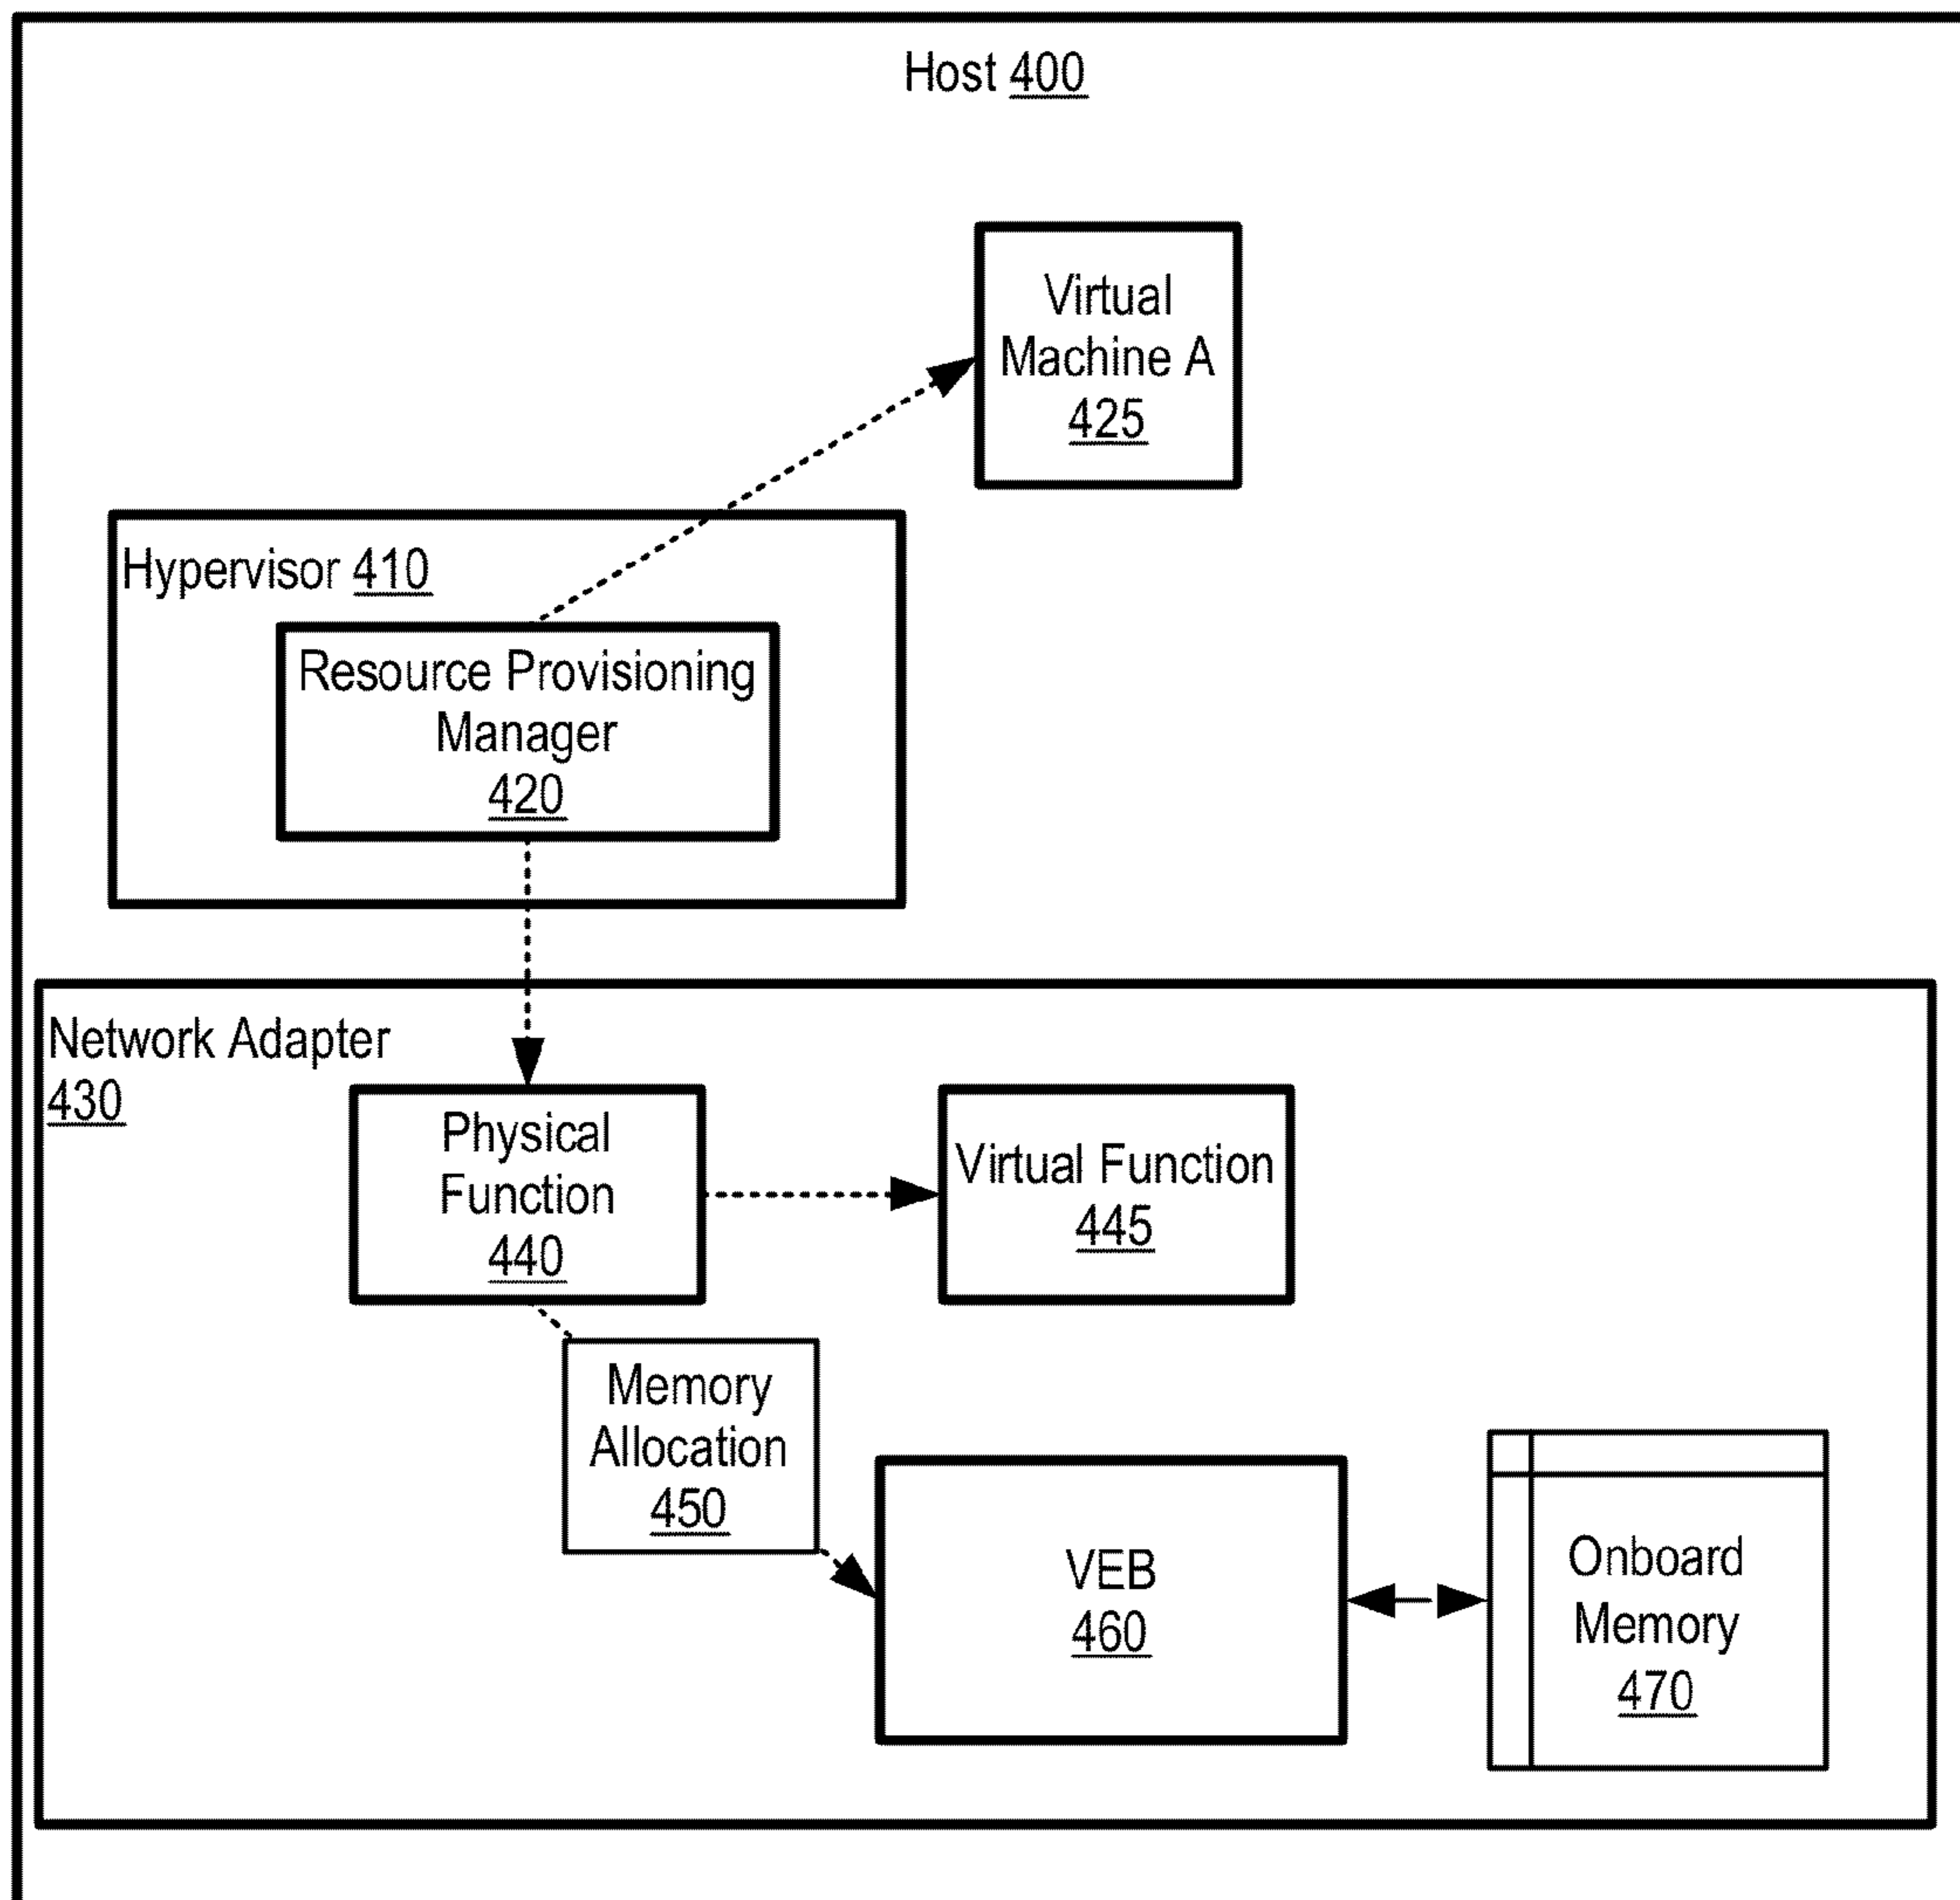 Host 400
Virtual
Machine A
425
Hypervisor 410
Resource Provisioning
Manager
420
Network Adapter
430
Physical
Function
440
Virtual Function
445
Memory
Allocation
450
VEB
460
Onboard
Memory
470